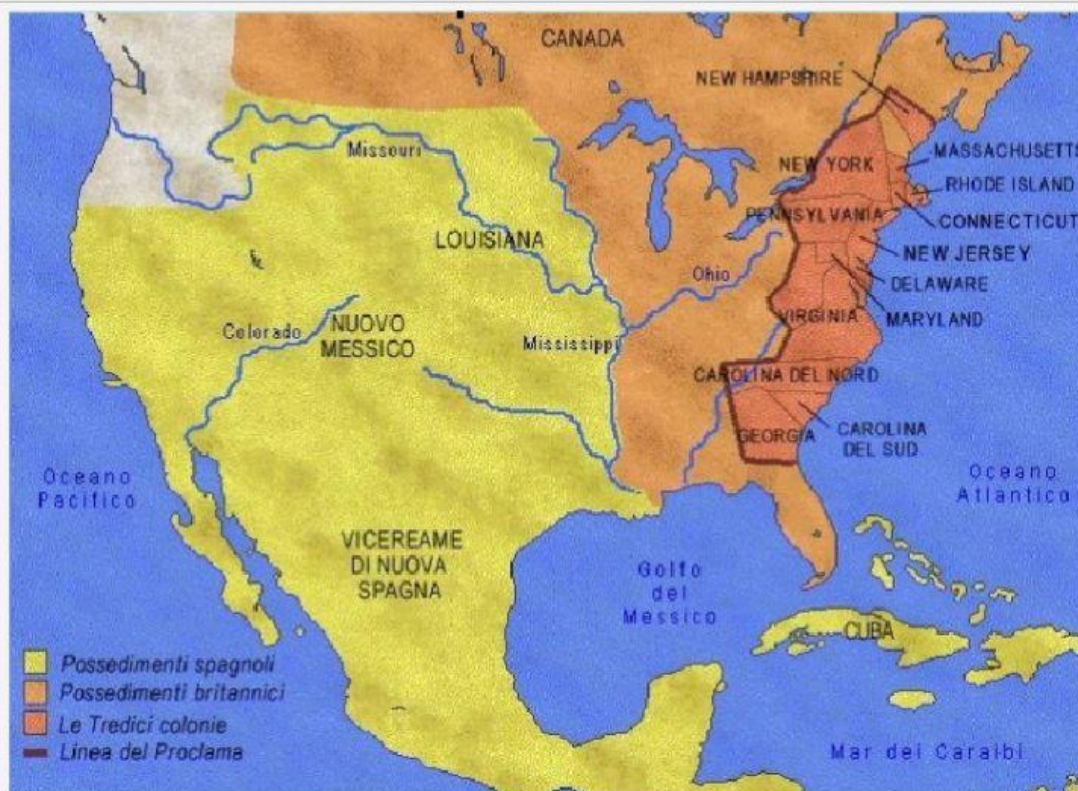 CANADA
NEW HAMPSHIRE
MASSACHUSETTS
NEW YORK
RHODE ISLAND
PENNSYLVANIA
CONNECTICUT
NEW JERSEY
DELAWARE
MARYLAND
VIRGINIA
Missouri
LOUISIANA
Ohio
Colorado
NUOVO
MESSICO
Mississippi
CAROLINA DEL NORD
CAROLINA
DEL SUD
GEORGIA
Oceano
Pacifico
Oceano
Atlantico
VICEREAME
DI NUOVA
SPAGNA
Golfo
del
Messico
CUBA
Mar dei Caraibi
Possedimenti spagnoli
Possedimenti britannici
Le Tredici colonie
Linea del Proclama